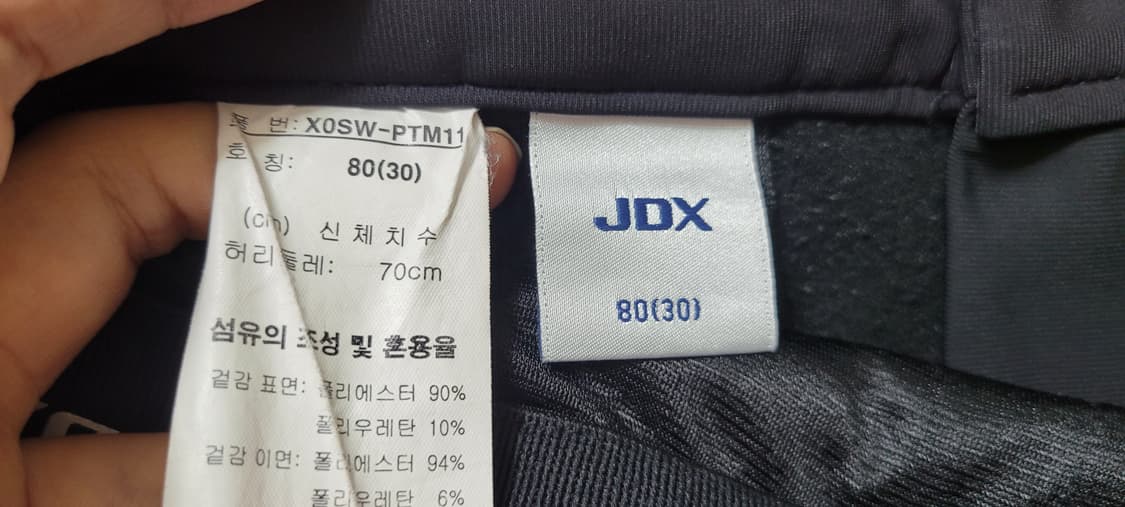 품 번: X0SW-PTM11
호 칭: 80(30)
(cm) 신 체 치 수
허리둘레: 70cm
섬유의 조성 및 혼용율
겉감 표면: 폴리에스터 90%
폴리우레탄 10%
겉감 이면: 폴리에스터 94%
폴리우레탄 6%
JDX
80(30)